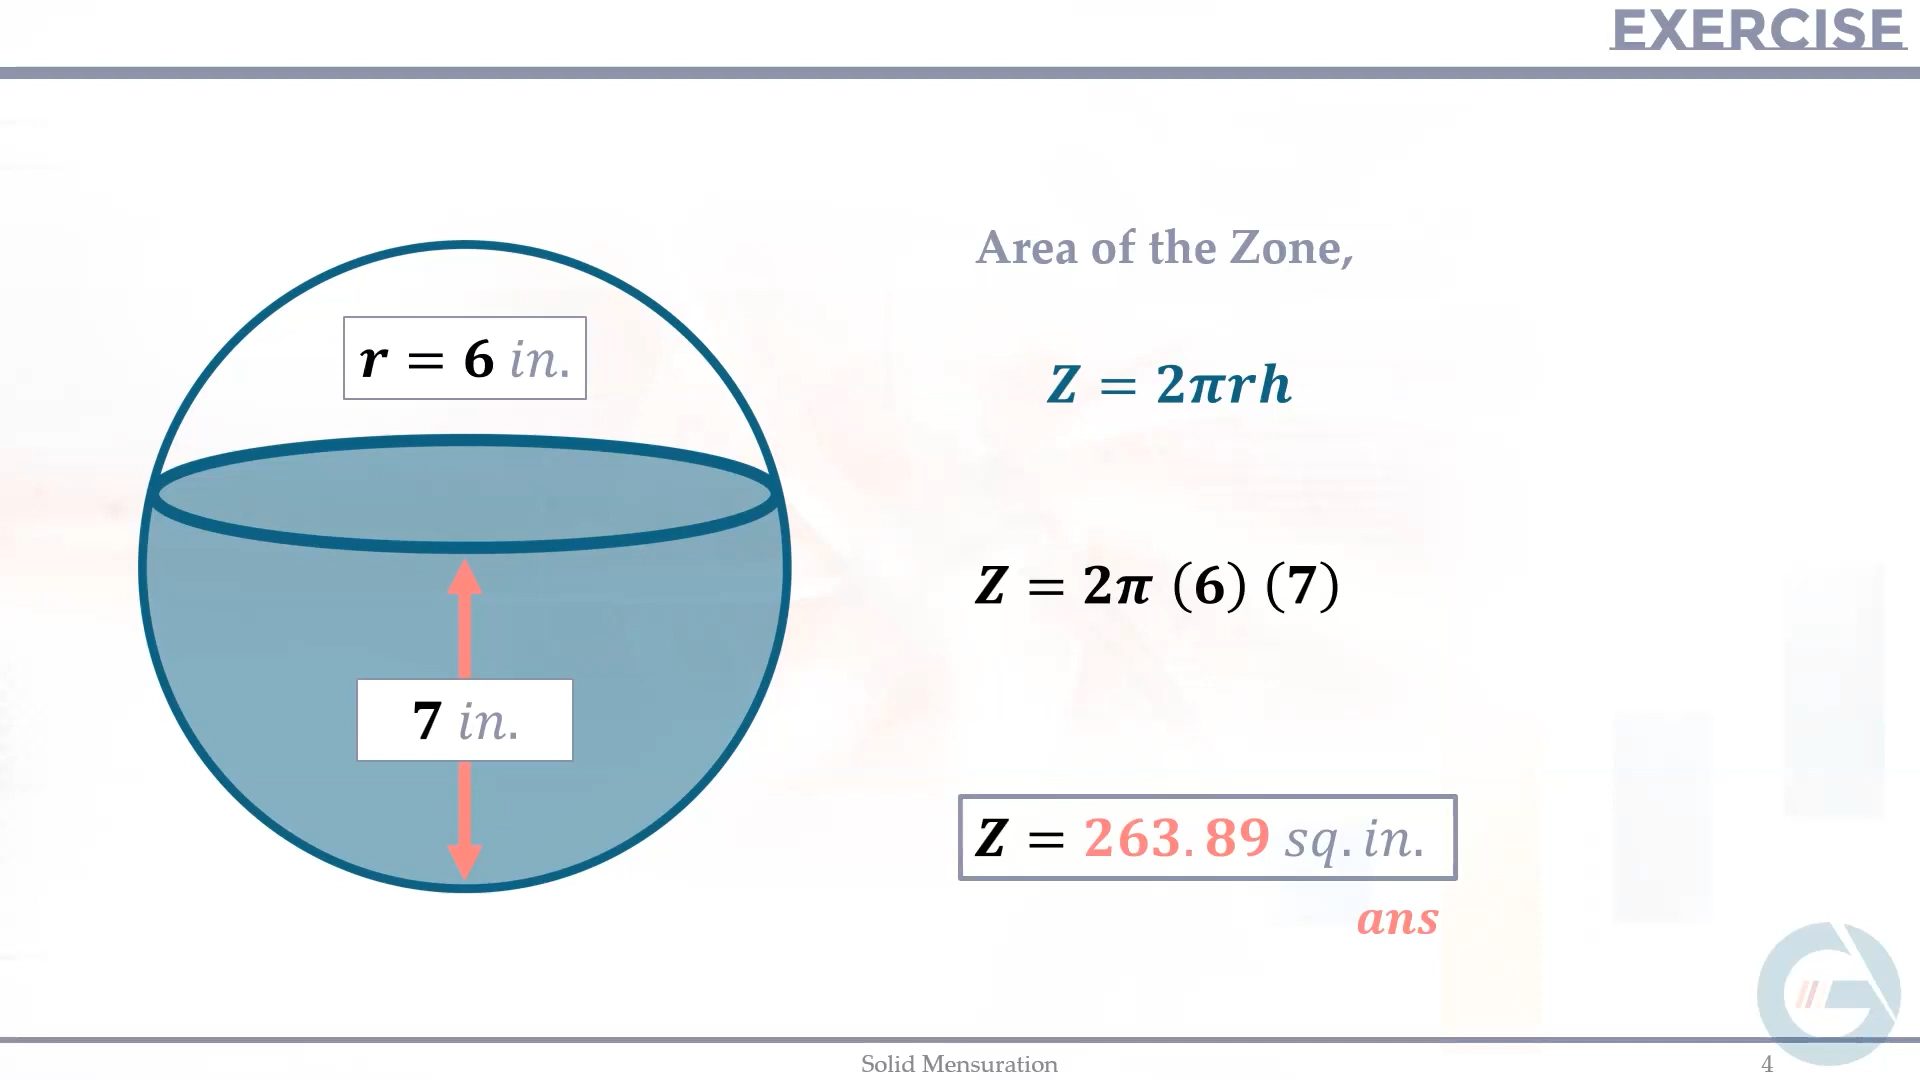 EXERCISE
Area of the Zone,
r = 6 in.
Z = 2πrh
Z = 2π (6) (7)
7 in.
Z = 263.89 sq. in.
ans
Solid Mensuration
4